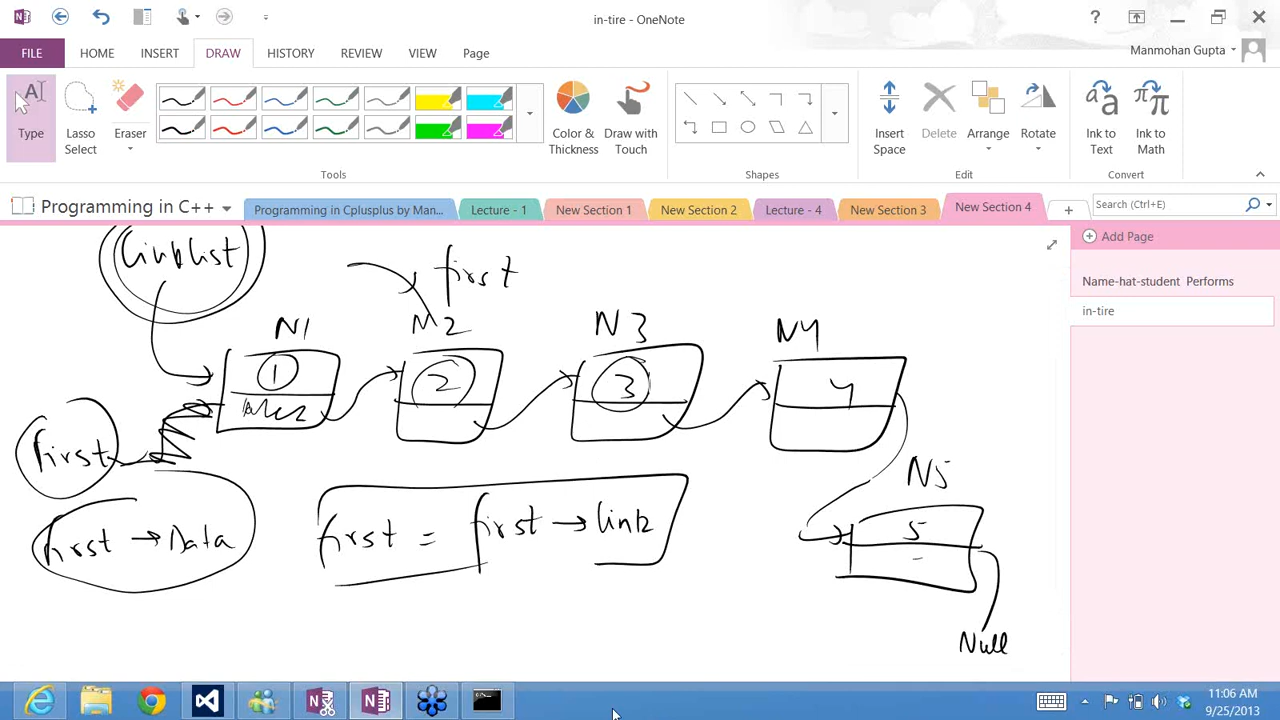 in-tire - OneNote
?
FILE HOME INSERT DRAW HISTORY REVIEW VIEW Page
Manmohan Gupta
Type
Lasso Select
Eraser
Color & Thickness
Draw with Touch
Insert Space
Delete
Arrange
Rotate
Ink to Text
Ink to Math
Tools
Shapes
Edit
Convert
Programming in C++
Programming in Cplusplus by Man...
Lecture - 1
New Section 1
New Section 2
Lecture - 4
New Section 3
New Section 4
Search (Ctrl+E)
Add Page
Name-hat-student Performs
in-tire
linklist
first
N1 N2 N3 N4
1 2 3 4
first
N5
first → Data
first = first → link
5
Null
11:06 AM
9/25/2013